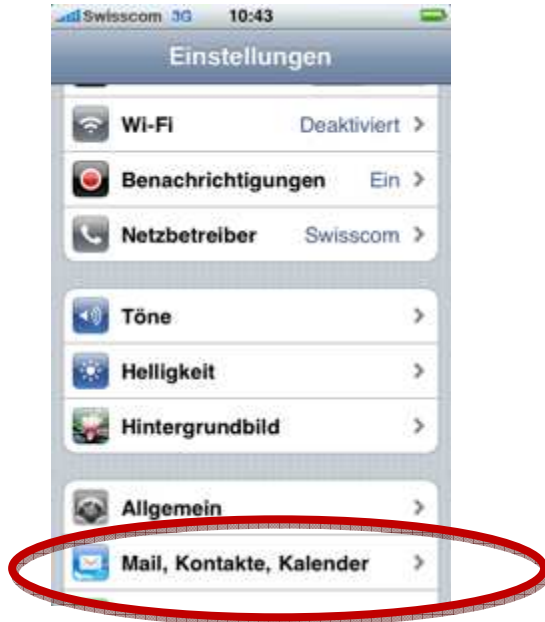 Swisscom 3G 10:43
Einstellungen
Wi-Fi Deaktiviert
Benachrichtigungen Ein
Netzbetreiber Swisscom
Töne
Helligkeit
Hintergrundbild
Allgemein
Mail, Kontakte, Kalender